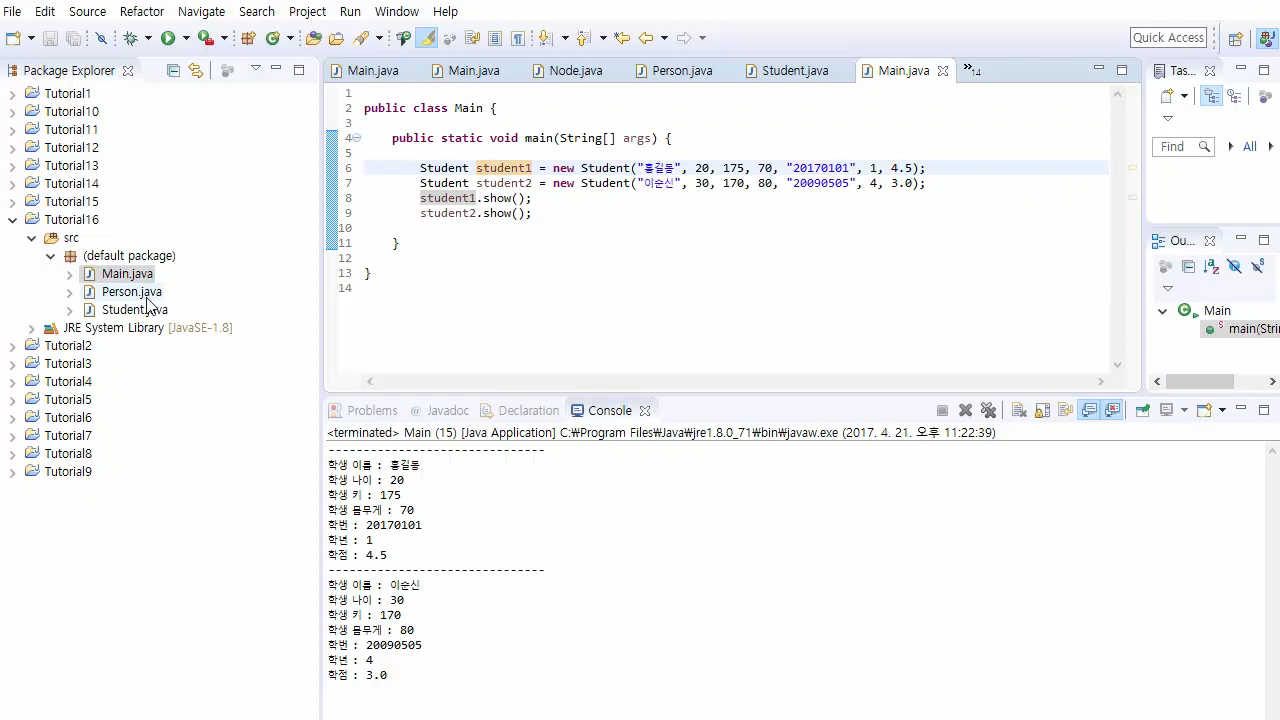 File Edit Source Refactor Navigate Search Project Run Window Help
Quick Access
Package Explorer
Main.java Main.java Node.java Person.java Student.java Main.java »14
Tas...
Tutorial1
Tutorial10
Tutorial11
Tutorial12
Tutorial13
Tutorial14
Tutorial15
Tutorial16
src
(default package)
Main.java
Person.java
Student.java
JRE System Library [JavaSE-1.8]
Tutorial2
Tutorial3
Tutorial4
Tutorial5
Tutorial6
Tutorial7
Tutorial8
Tutorial9
1
2 public class Main {
3
4 public static void main(String[] args) {
5
6 Student student1 = new Student("홍길동", 20, 175, 70, "20170101", 1, 4.5);
7 Student student2 = new Student("이순신", 30, 170, 80, "20090505", 4, 3.0);
8 student1.show();
9 student2.show();
10
11 }
12
13 }
14
Find All
Ou...
Main
main(Strin
Problems @ Javadoc Declaration Console
<terminated> Main (15) [Java Application] C:₩Program Files₩Java₩jre1.8.0_71₩bin₩javaw.exe (2017. 4. 21. 오후 11:22:39)
-------------------------------
학생 이름 : 홍길동
학생 나이 : 20
학생 키 : 175
학생 몸무게 : 70
학번 : 20170101
학년 : 1
학점 : 4.5
-------------------------------
학생 이름 : 이순신
학생 나이 : 30
학생 키 : 170
학생 몸무게 : 80
학번 : 20090505
학년 : 4
학점 : 3.0